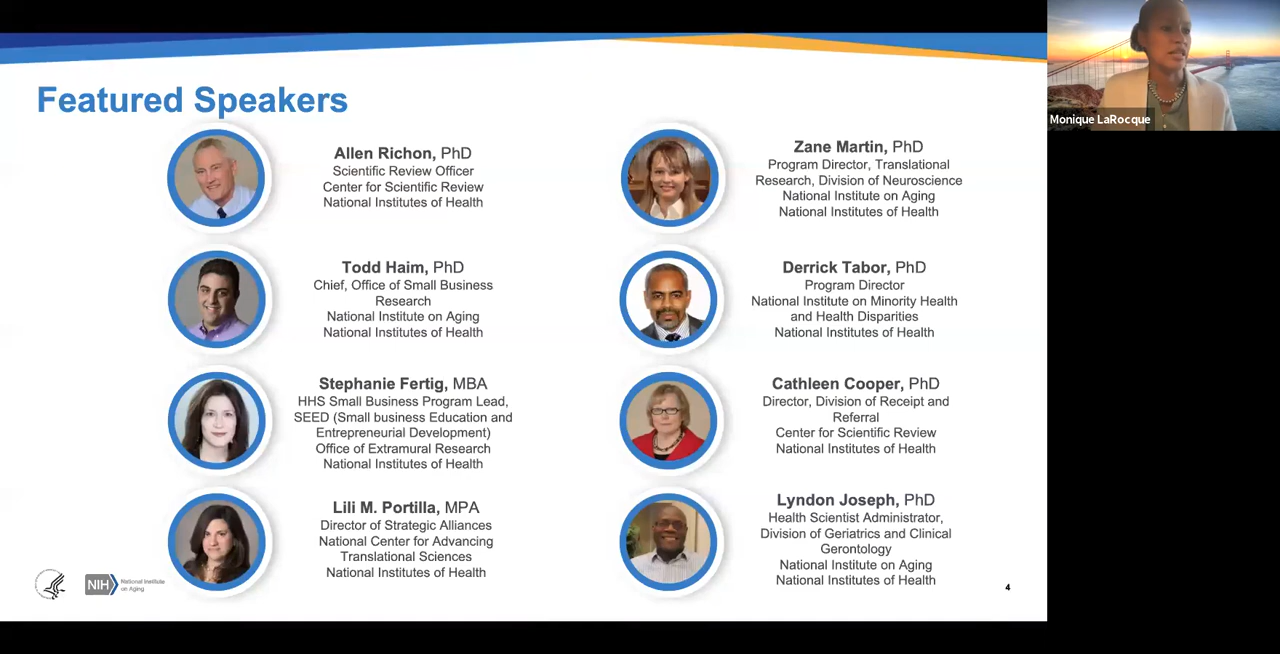 Featured Speakers
Allen Richon, PhD
Scientific Review Officer
Center for Scientific Review
National Institutes of Health
Todd Haim, PhD
Chief, Office of Small Business
Research
National Institute on Aging
National Institutes of Health
Stephanie Fertig, MBA
HHS Small Business Program Lead,
SEED (Small business Education and
Entrepreneurial Development)
Office of Extramural Research
National Institutes of Health
Lili M. Portilla, MPA
Director of Strategic Alliances
National Center for Advancing
Translational Sciences
National Institutes of Health
Zane Martin, PhD
Program Director, Translational
Research, Division of Neuroscience
National Institute on Aging
National Institutes of Health
Derrick Tabor, PhD
Program Director
National Institute on Minority Health
and Health Disparities
National Institutes of Health
Cathleen Cooper, PhD
Director, Division of Receipt and
Referral
Center for Scientific Review
National Institutes of Health
Lyndon Joseph, PhD
Health Scientist Administrator,
Division of Geriatrics and Clinical
Gerontology
National Institute on Aging
National Institutes of Health
NIH National Institute
on Aging
4
Monique LaRocque